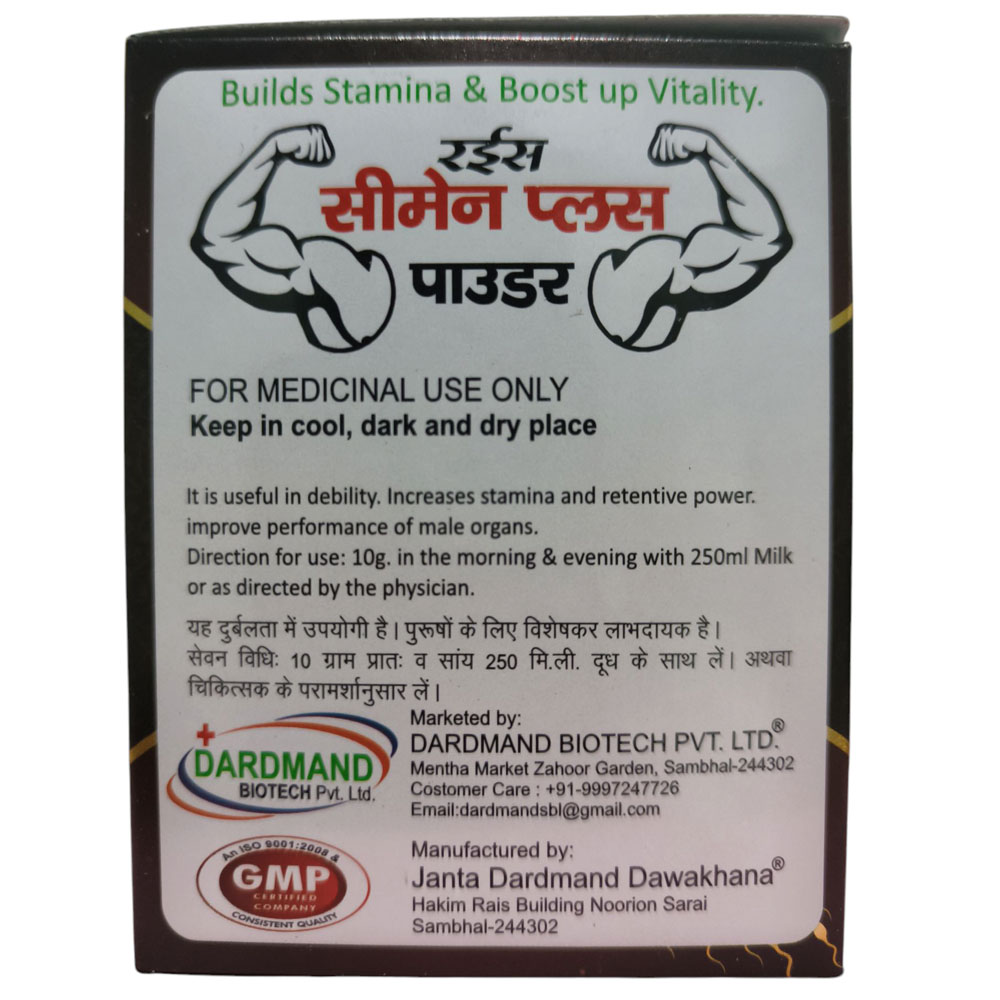 Builds Stamina & Boost up Vitality.
रईस
सीमेन प्लस
पाउडर
FOR MEDICINAL USE ONLY
Keep in cool, dark and dry place
It is useful in debility. Increases stamina and retentive power.
improve performance of male organs.
Direction for use: 10g. in the morning & evening with 250ml Milk
or as directed by the physician.
यह दुर्बलता में उपयोगी है। पुरूषों के लिए विशेषकर लाभदायक है।
सेवन विधिः 10 ग्राम प्रातः व सांय 250 मि.ली. दूध के साथ लें। अथवा
चिकित्सक के परामर्शानुसार लें।
DARDMAND
BIOTECH Pvt. Ltd.
Marketed by:
DARDMAND BIOTECH PVT. LTD.®
Mentha Market Zahoor Garden, Sambhal-244302
Costomer Care : +91-9997247726
Email:dardmandsbl@gmail.com
An ISO 9001:2008 &
GMP
CERTIFIED
COMPANY
CONSISTENT QUALITY
Manufactured by:
Janta Dardmand Dawakhana®
Hakim Rais Building Noorion Sarai
Sambhal-244302